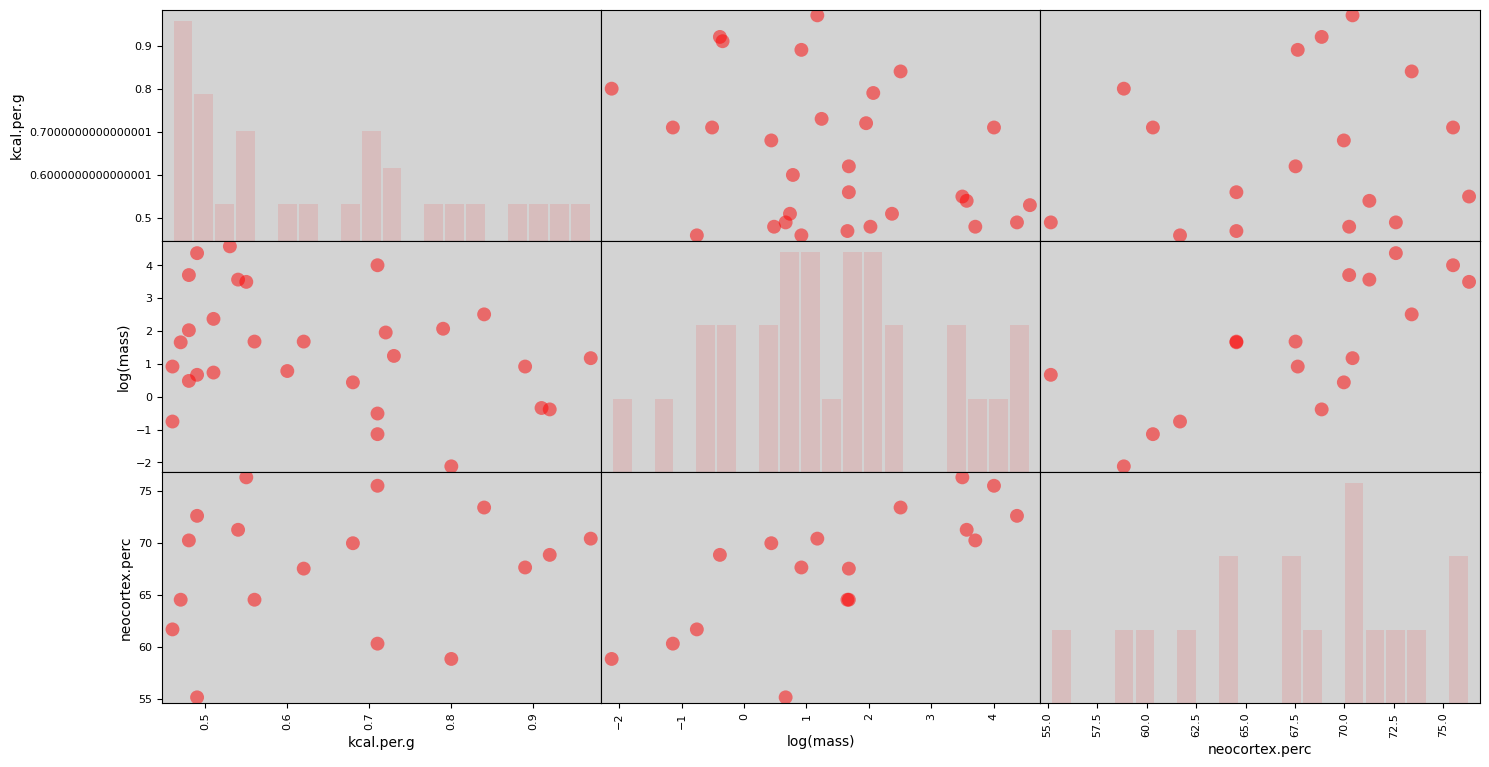 kcal.per.g
0.9
0.8
0.7000000000000001
0.6000000000000001
0.5
log(mass)
4
3
2
1
0
−1
−2
neocortex.perc
75
70
65
60
55
0.5 0.6 0.7 0.8 0.9
−2 −1 0 1 2 3 4
55.0 57.5 60.0 62.5 65.0 67.5 70.0 72.5 75.0
kcal.per.g log(mass) neocortex.perc